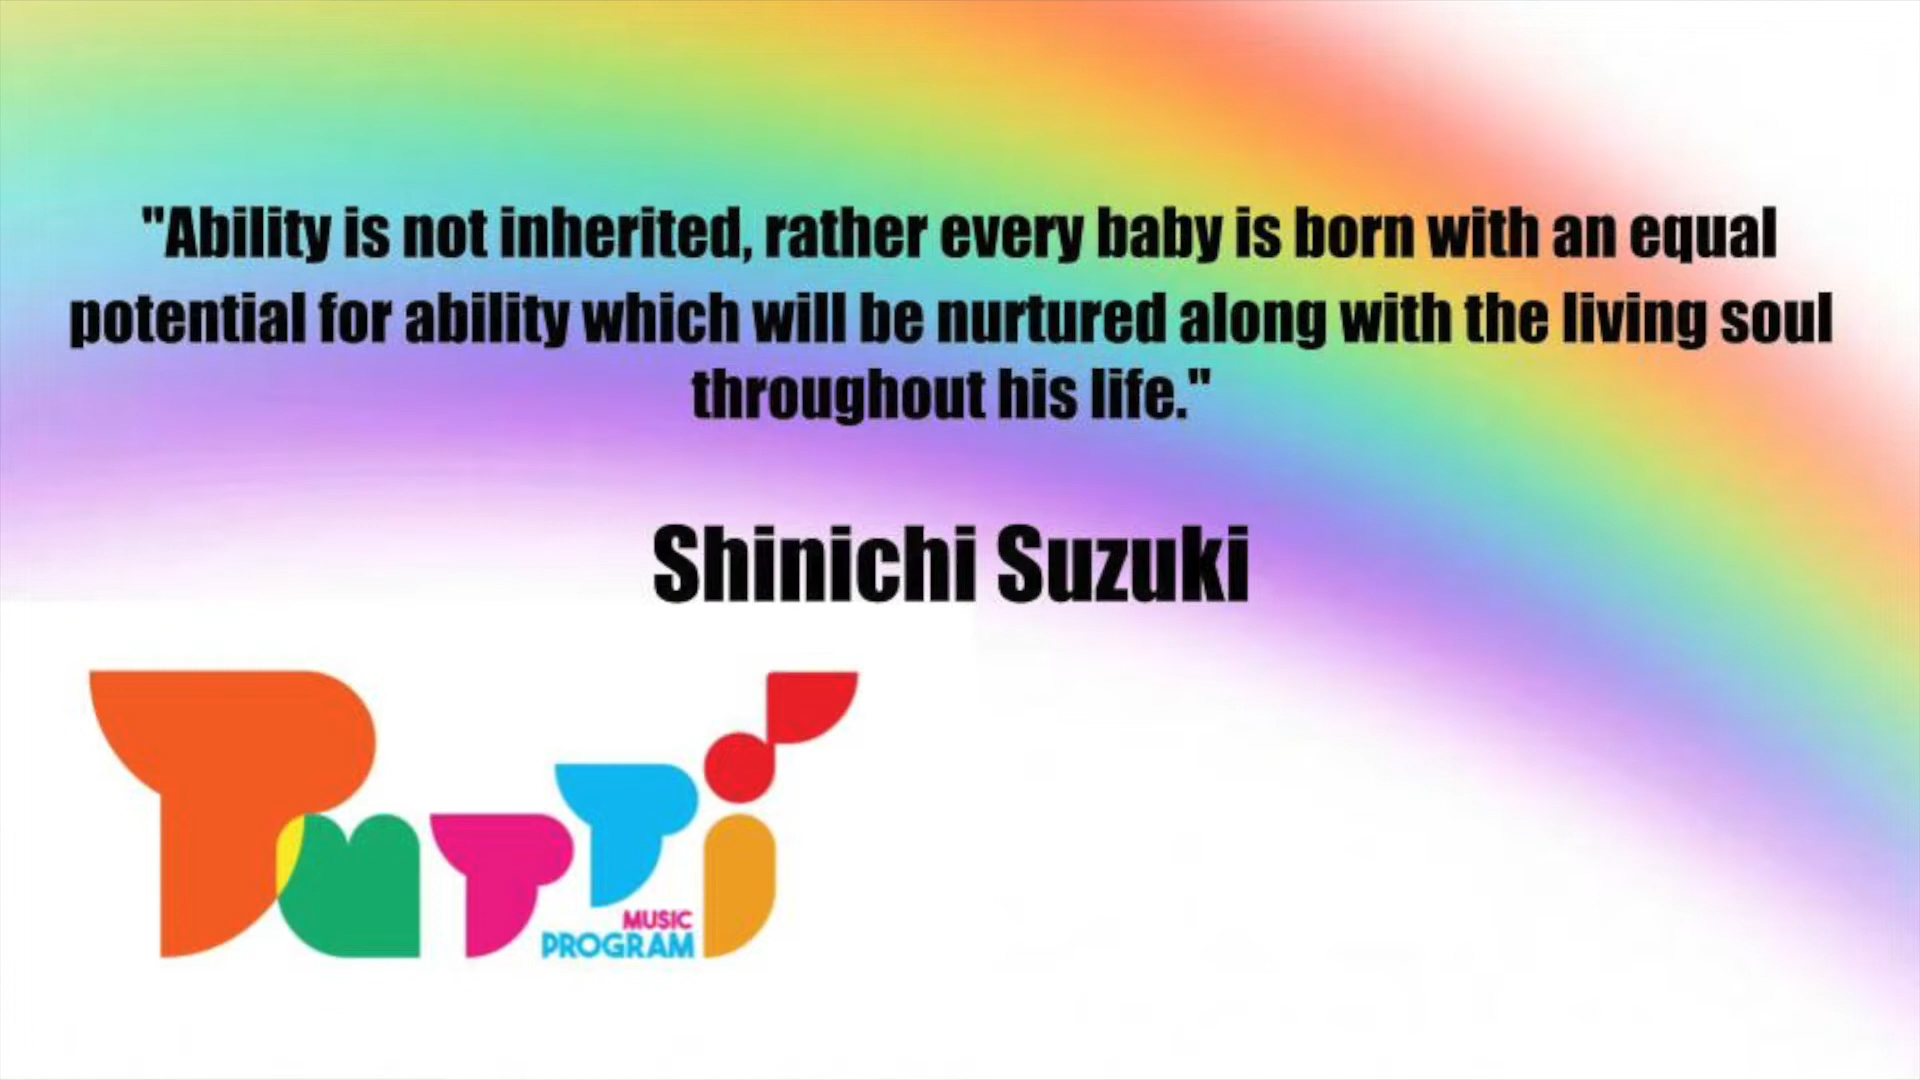 "Ability is not inherited, rather every baby is born with an equal
potential for ability which will be nurtured along with the living soul
throughout his life."
Shinichi Suzuki
Purppi
MUSIC
PROGRAM